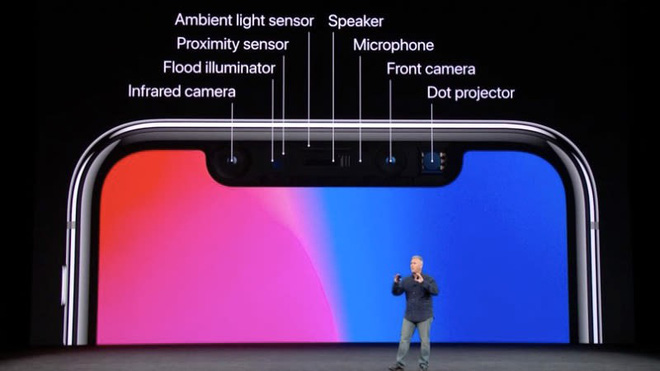 Ambient light sensor
Speaker
Proximity sensor
Microphone
Flood illuminator
Front camera
Infrared camera
Dot projector